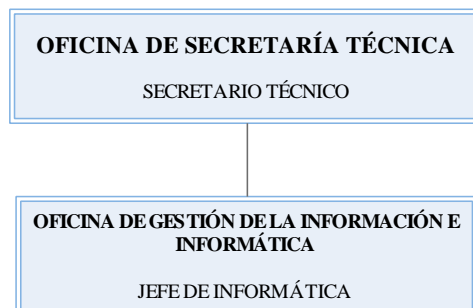 OFICINA DE SECRETARÍA TÉCNICA
SECRETARIO TÉCNICO
OFICINA DE GESTIÓN DE LA INFORMACIÓN E
INFORMÁTICA
JEFE DE INFORMÁTICA